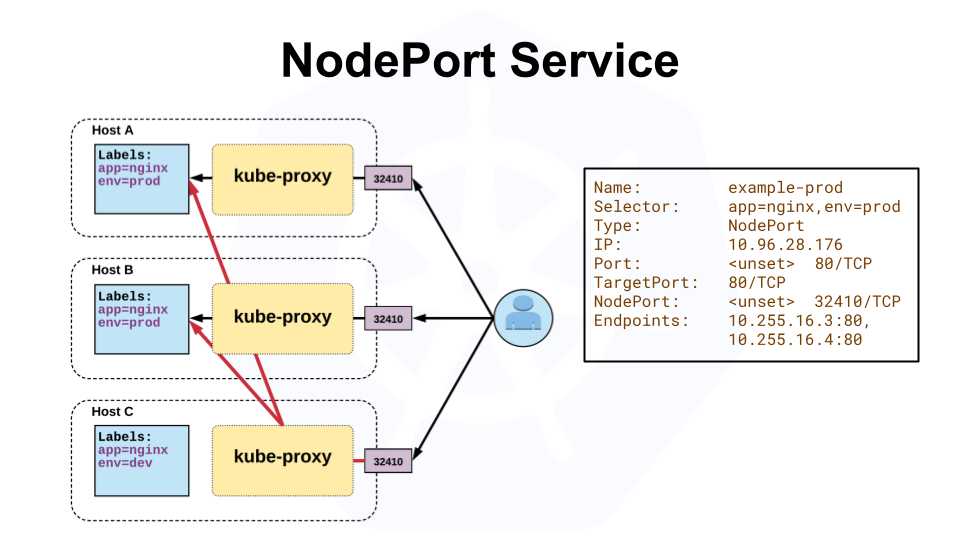 NodePort Service
Host A
Labels:
app=nginx
env=prod
kube-proxy
32410
Host B
Labels:
app=nginx
env=prod
kube-proxy
32410
Host C
Labels:
app=nginx
env=dev
kube-proxy
32410
Name: example-prod
Selector: app=nginx,env=prod
Type: NodePort
IP: 10.96.28.176
Port: <unset> 80/TCP
TargetPort: 80/TCP
NodePort: <unset> 32410/TCP
Endpoints: 10.255.16.3:80,
10.255.16.4:80